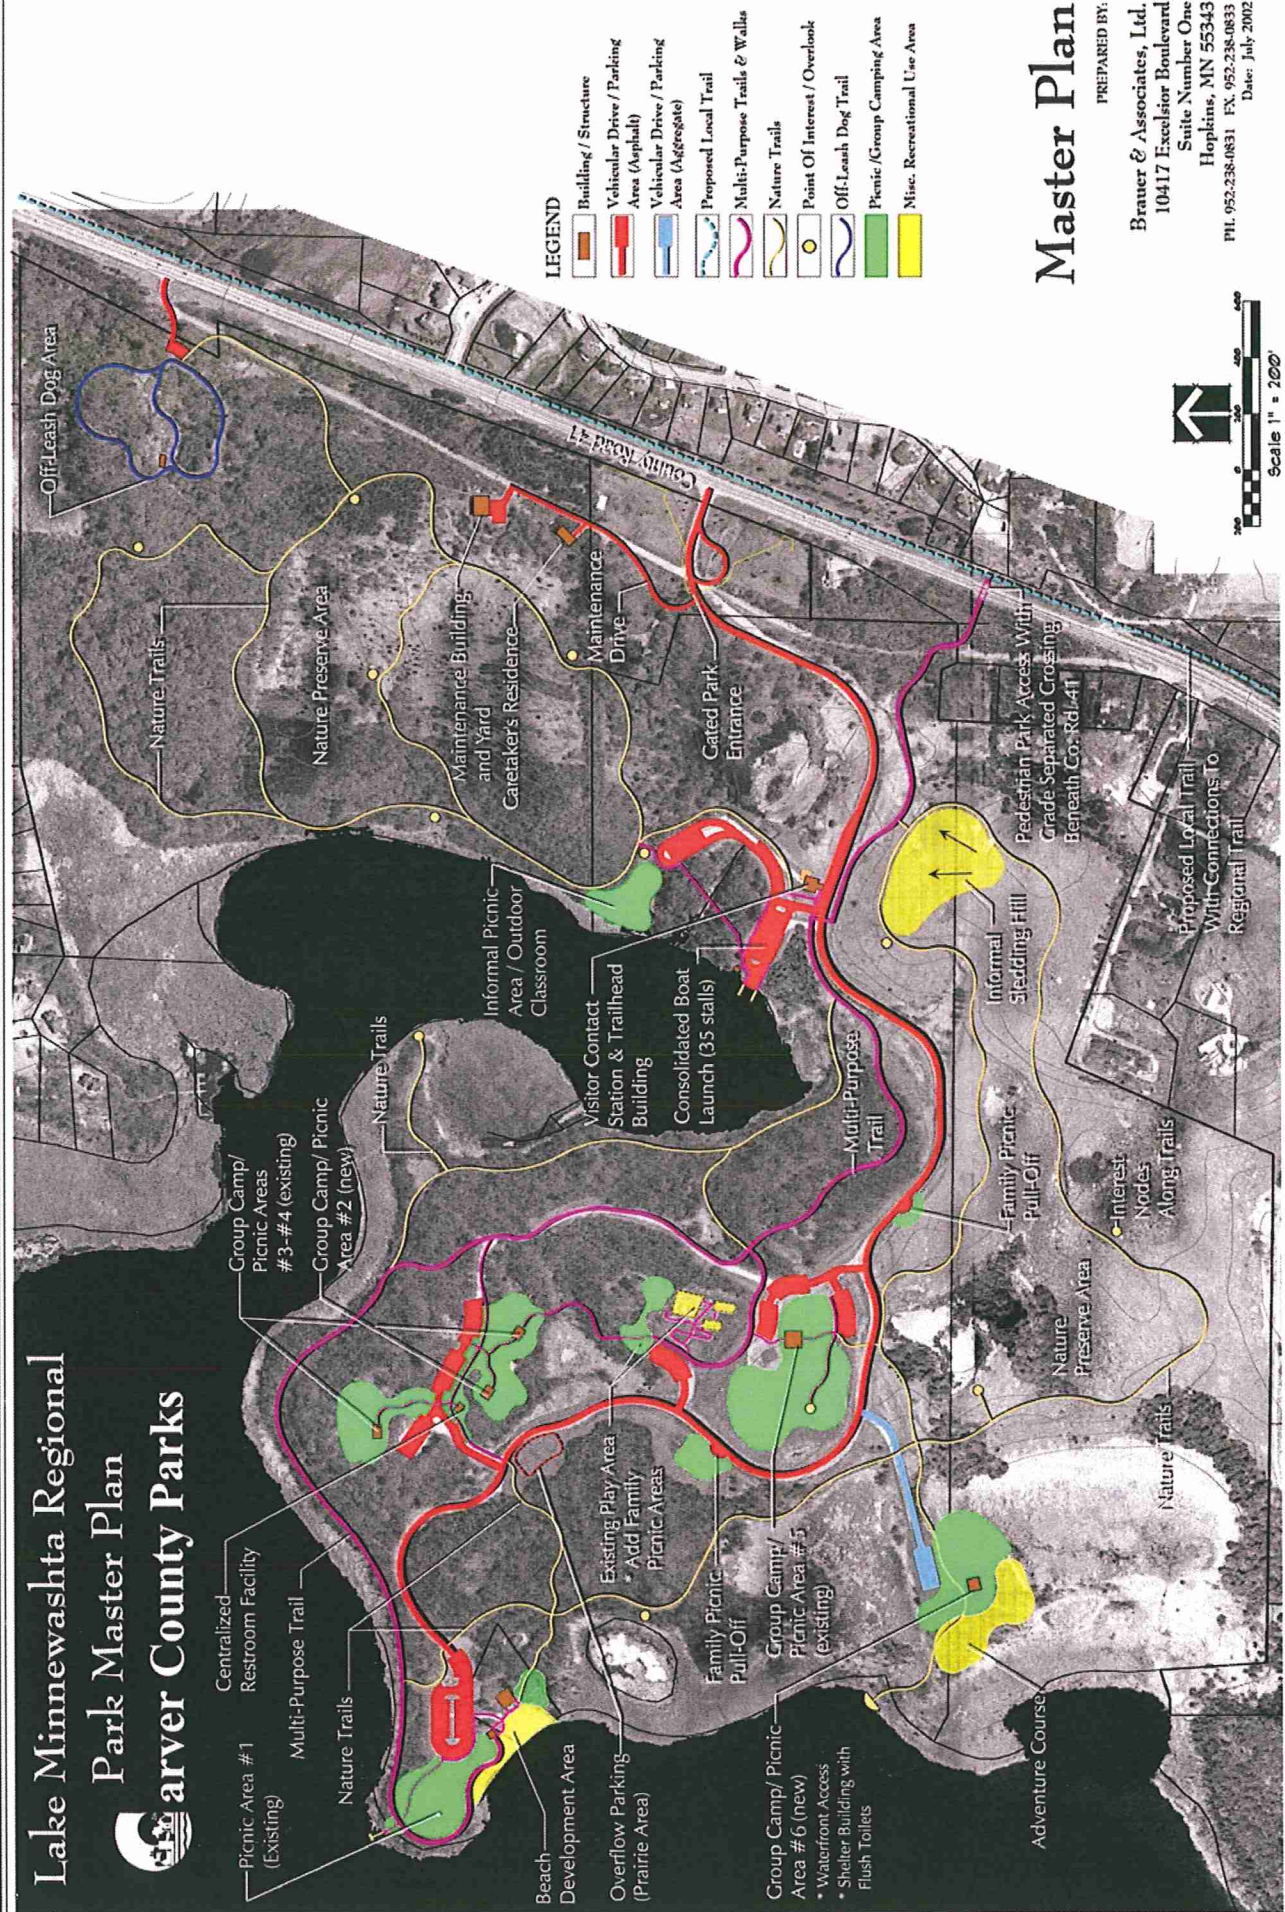 Lake Minnewashta Regional
Park Master Plan
Carver County Parks
Picnic Area #1
(Existing)
Centralized
Restroom Facility
Multi-Purpose Trail
Nature Trails
Group Camp/
Picnic Areas
#3-#4 (existing)
Group Camp/ Picnic
Area #2 (new)
Nature Trails
Informal Picnic
Area / Outdoor
Classroom
Visitor Contact
Station & Trailhead
Building
Consolidated Boat
Launch (35 stalls)
Nature Trails
Nature Preserve Area
Off-Leash Dog Area
Maintenance Building
and Yard
Caretaker's Residence
Maintenance
Drive
Gated Park
Entrance
County Road 41
Beach
Development Area
Overflow Parking
(Prairie Area)
Existing Play Area
* Add Family
Picnic Areas
Family Picnic
Pull-Off
Group Camp/
Picnic Area #5
(existing)
Group Camp/ Picnic
Area #6 (new)
* Waterfront Access
* Shelter Building with
Flush Toilets
Adventure Course
Multi-Purpose
Trail
Family Picnic
Pull-Off
Informal
Sledding Hill
Pedestrian Park Access With
Grade Separated Crossing
Beneath Co. Rd. 41
Interest
Nodes
Along Trails
Nature
Preserve Area
Nature Trails
Proposed Local Trail
With Connections To
Regional Trail
LEGEND
Building / Structure
Vehicular Drive / Parking
Area (Asphalt)
Vehicular Drive / Parking
Area (Aggregate)
Proposed Local Trail
Multi-Purpose Trails & Walks
Nature Trails
Point Of Interest / Overlook
Off-Leash Dog Trail
Picnic /Group Camping Area
Misc. Recreational Use Area
Master Plan
PREPARED BY:
Brauer & Associates, Ltd.
10417 Excelsior Boulevard
Suite Number One
Hopkins, MN 55343
PH. 952-238-0831 FX. 952-238-0833
Date: July 2002
200 0 200 400 600
Scale 1" = 200'